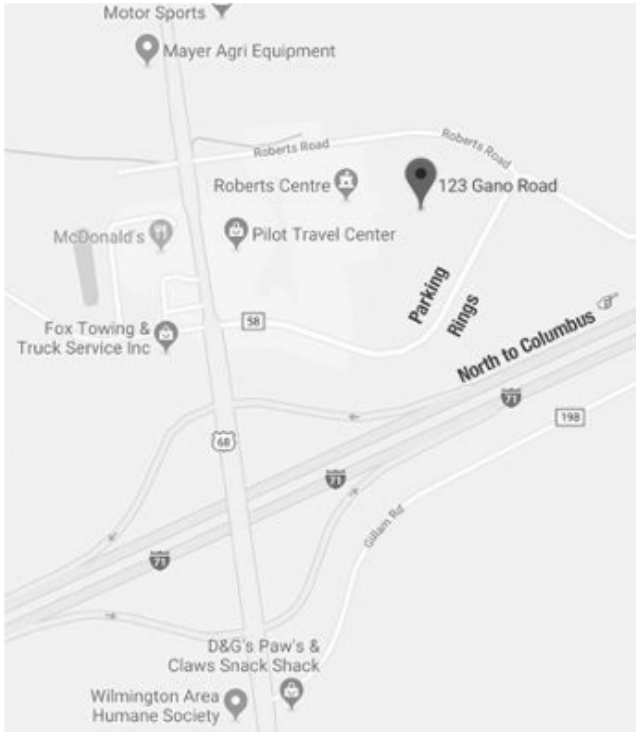 Motor Sports
Mayer Agri Equipment
Roberts Road
Roberts Road
Roberts Centre
123 Gano Road
McDonald's
Pilot Travel Center
Parking
Rings
58
Fox Towing &
Truck Service Inc
North to Columbus
71
198
68
71
Gillam Rd
71
D&G's Paw's &
Claws Snack Shack
Wilmington Area
Humane Society